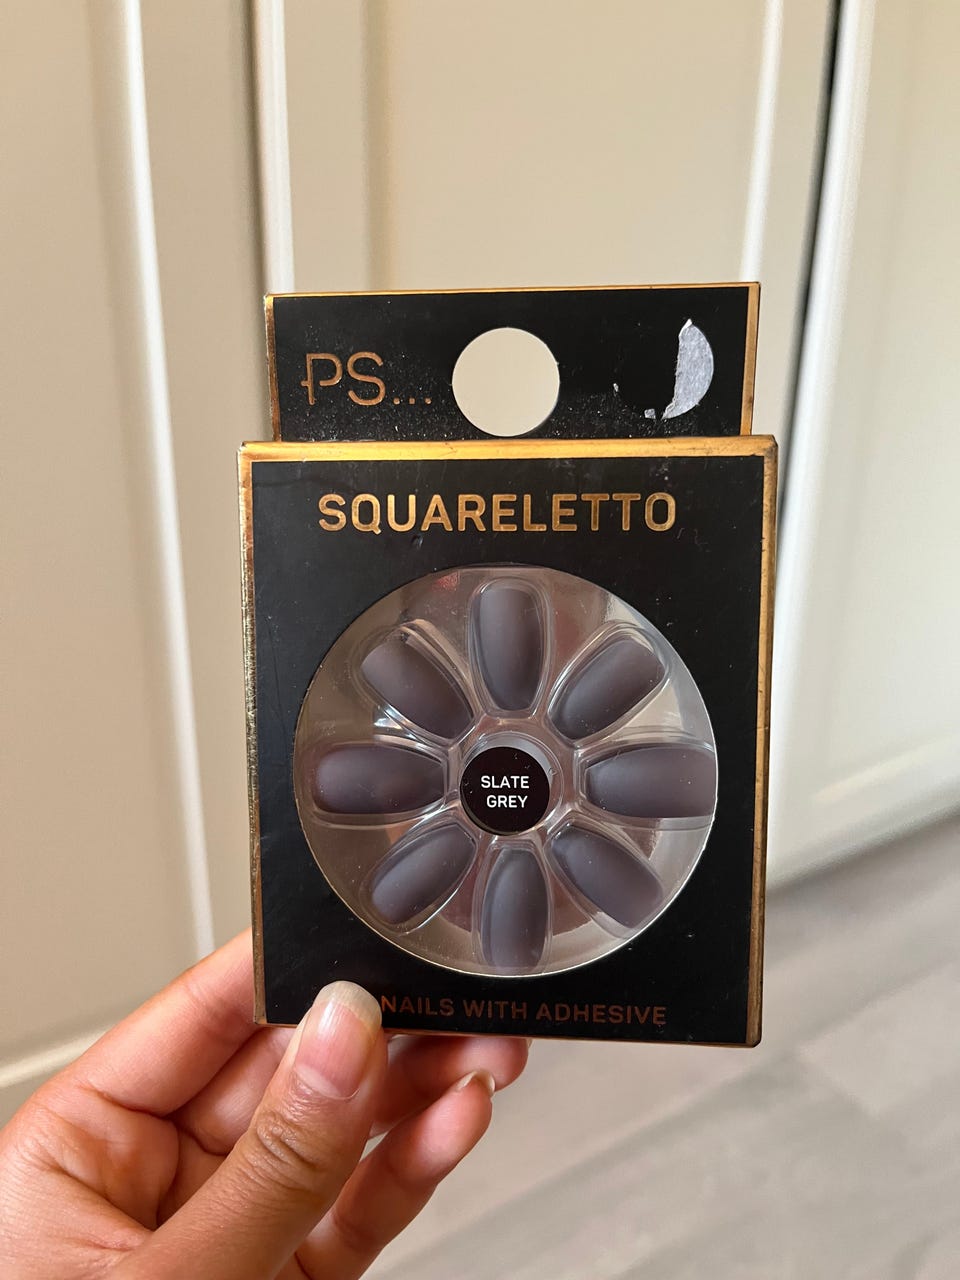 PS...
SQUARELETTO
SLATE
GREY
NAILS WITH ADHESIVE